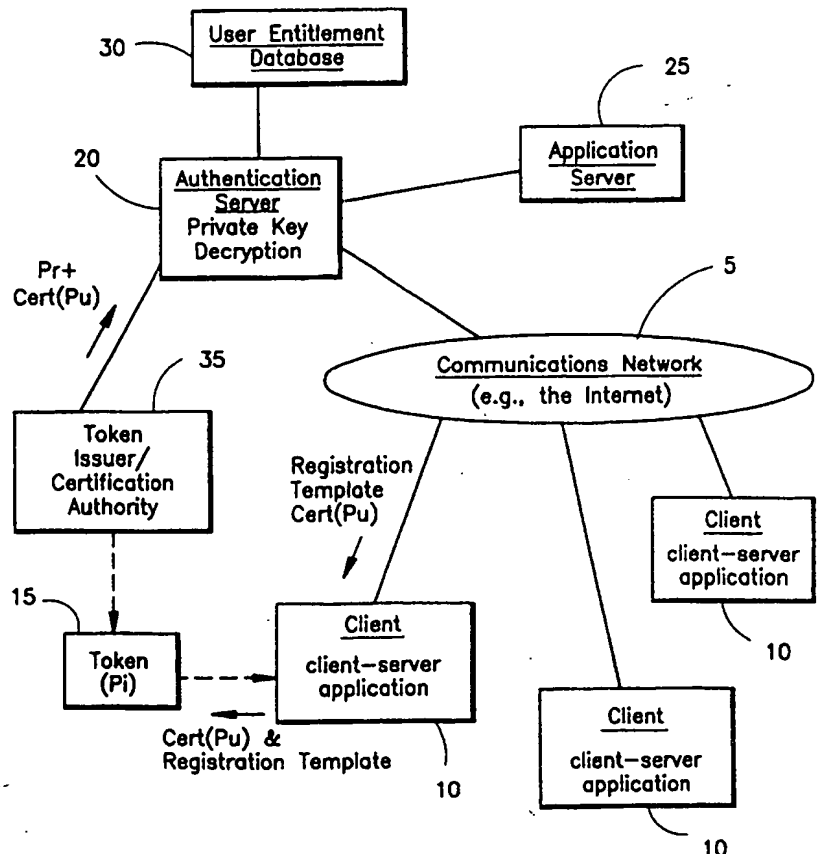 30
User Entitlement
Database
25
20
Authentication
Server
Private Key
Decryption
Application
Server
Pr+
Cert(Pu)
5
Communications Network
(e.g., the Internet)
35
Token
Issuer/
Certification
Authority
Registration
Template
Cert(Pu)
Client
client-server
application
10
15
Token
(Pi)
Client
client-server
application
10
Cert(Pu) &
Registration Template
Client
client-server
application
10